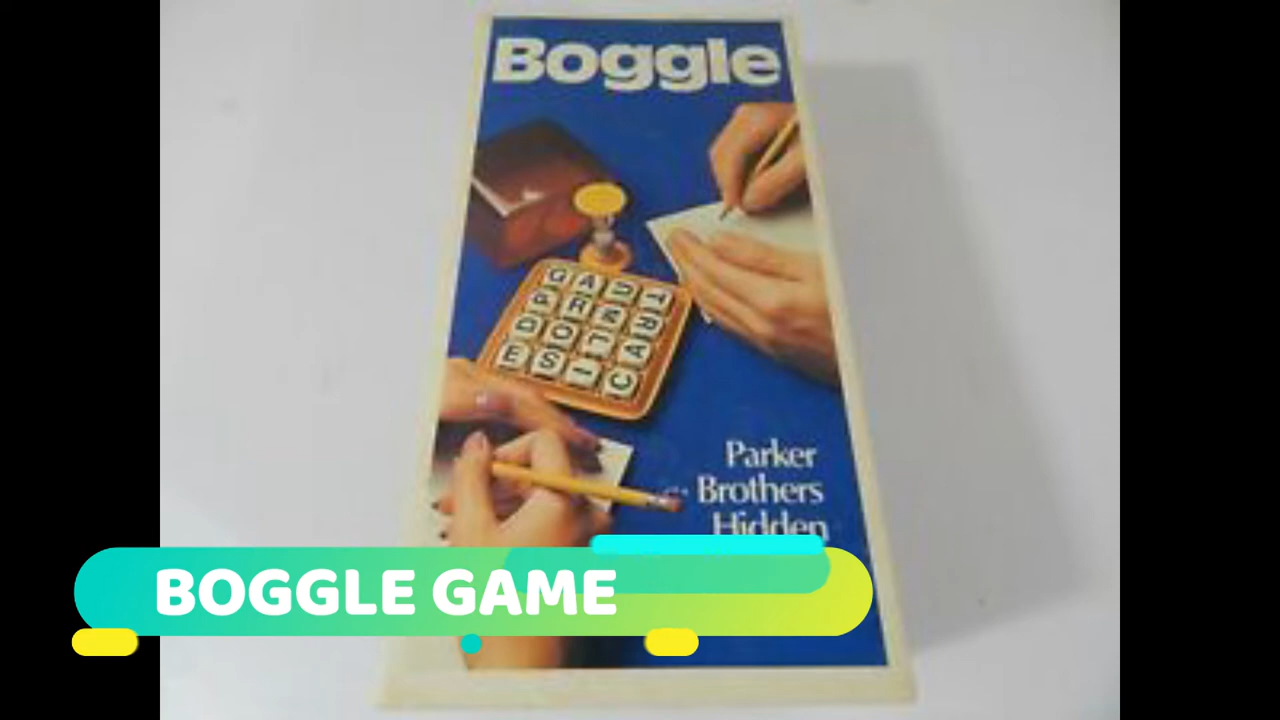 Boggle
G A U T
P R M R
D O L A
E S I C
Parker
Brothers
Hidden
BOGGLE GAME